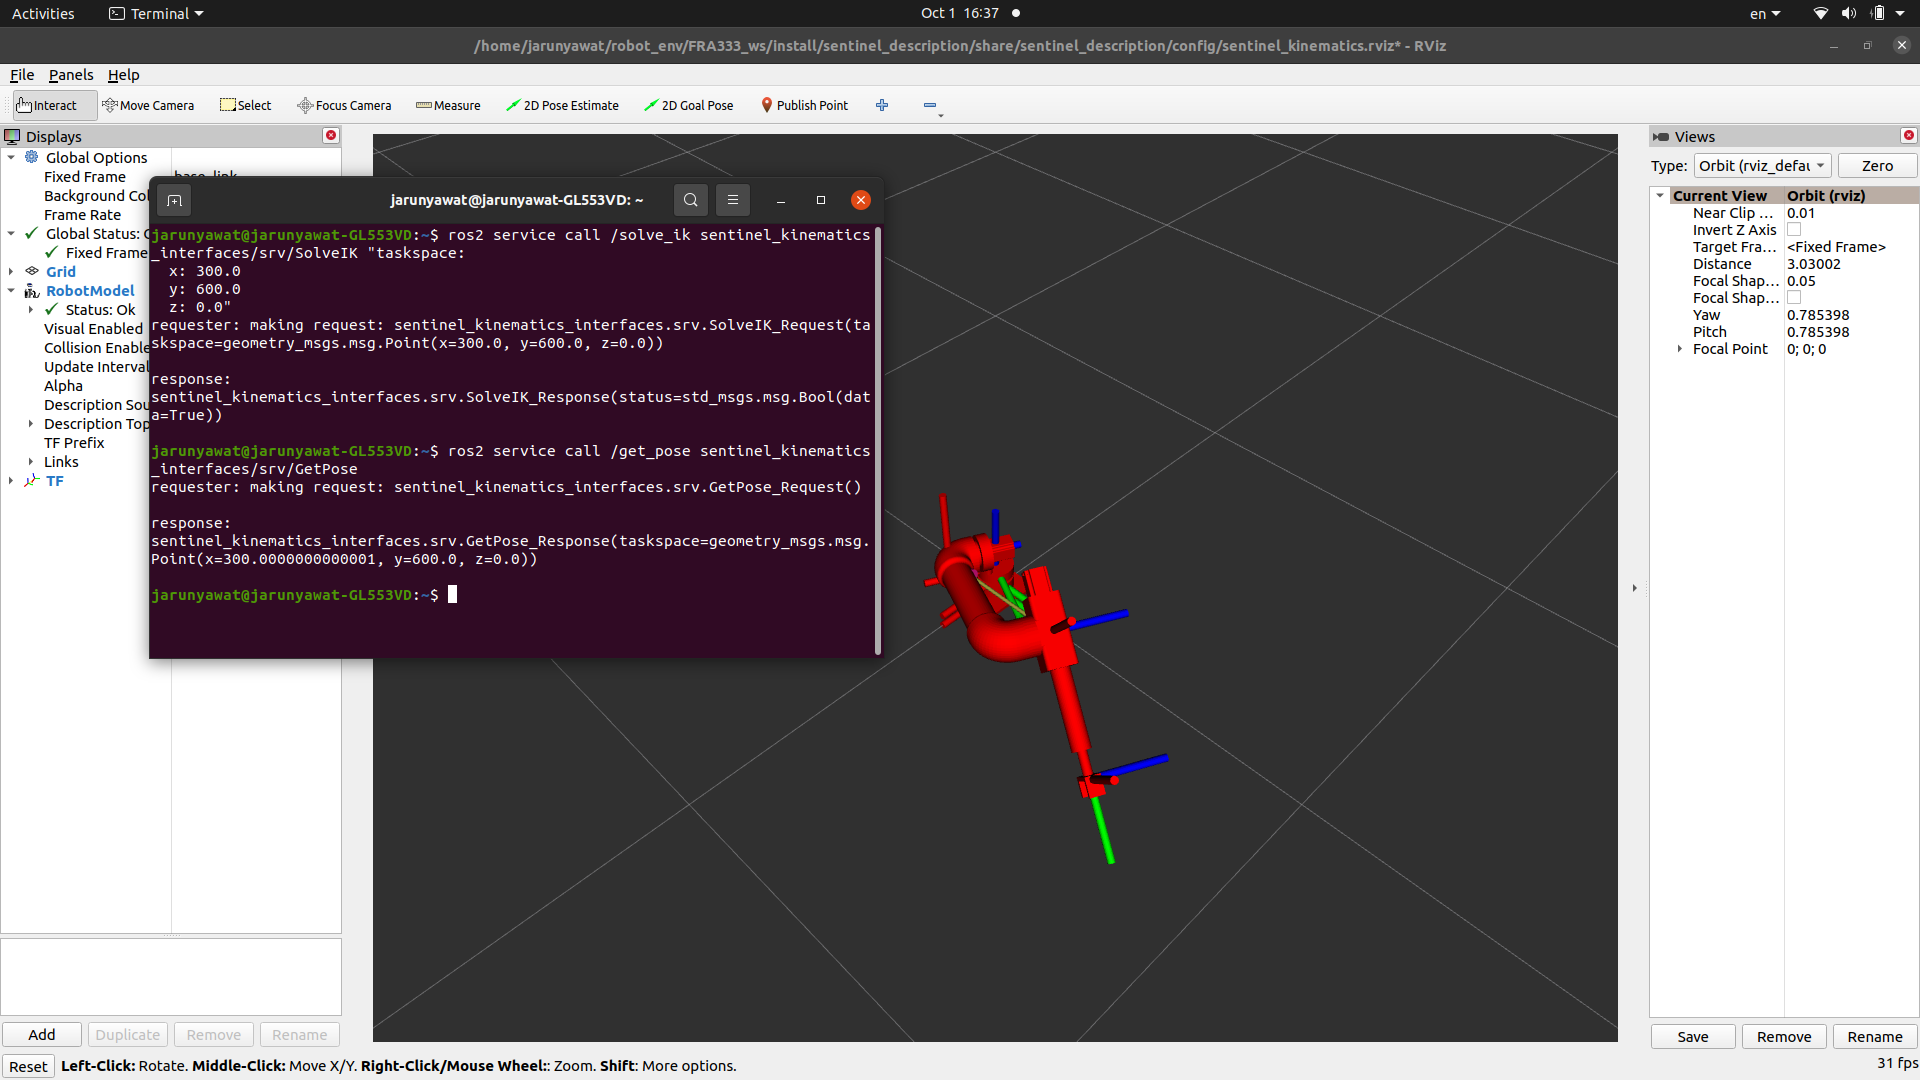 Activities
Terminal
Oct 1 16:37
en
/home/jarunyawat/robot_env/FRA333_ws/install/sentinel_description/share/sentinel_description/config/sentinel_kinematics.rviz* - RViz
File Panels Help
Interact
Move Camera
Select
Focus Camera
Measure
2D Pose Estimate
2D Goal Pose
Publish Point
Displays
Global Options
Fixed Frame base_link
Background Col
Frame Rate
Global Status:
Fixed Frame
Grid
RobotModel
Status: Ok
Visual Enabled
Collision Enable
Update Interval
Alpha
Description Sou
Description Top
TF Prefix
Links
TF
Add
Duplicate
Remove
Rename
jarunyawat@jarunyawat-GL553VD: ~
jarunyawat@jarunyawat-GL553VD:~$ ros2 service call /solve_ik sentinel_kinematics
_interfaces/srv/SolveIK "taskspace:
x: 300.0
y: 600.0
z: 0.0"
requester: making request: sentinel_kinematics_interfaces.srv.SolveIK_Request(ta
skspace=geometry_msgs.msg.Point(x=300.0, y=600.0, z=0.0))
response:
sentinel_kinematics_interfaces.srv.SolveIK_Response(status=std_msgs.msg.Bool(dat
a=True))
jarunyawat@jarunyawat-GL553VD:~$ ros2 service call /get_pose sentinel_kinematics
_interfaces/srv/GetPose
requester: making request: sentinel_kinematics_interfaces.srv.GetPose_Request()
response:
sentinel_kinematics_interfaces.srv.GetPose_Response(taskspace=geometry_msgs.msg.
Point(x=300.0000000000001, y=600.0, z=0.0))
jarunyawat@jarunyawat-GL553VD:~$
Views
Type: Orbit (rviz_defau
Zero
Current View Orbit (rviz)
Near Clip ... 0.01
Invert Z Axis
Target Fra... <Fixed Frame>
Distance 3.03002
Focal Shap... 0.05
Focal Shap...
Yaw 0.785398
Pitch 0.785398
Focal Point 0; 0; 0
Save
Remove
Rename
Reset
Left-Click: Rotate. Middle-Click: Move X/Y. Right-Click/Mouse Wheel:: Zoom. Shift: More options.
31 fps